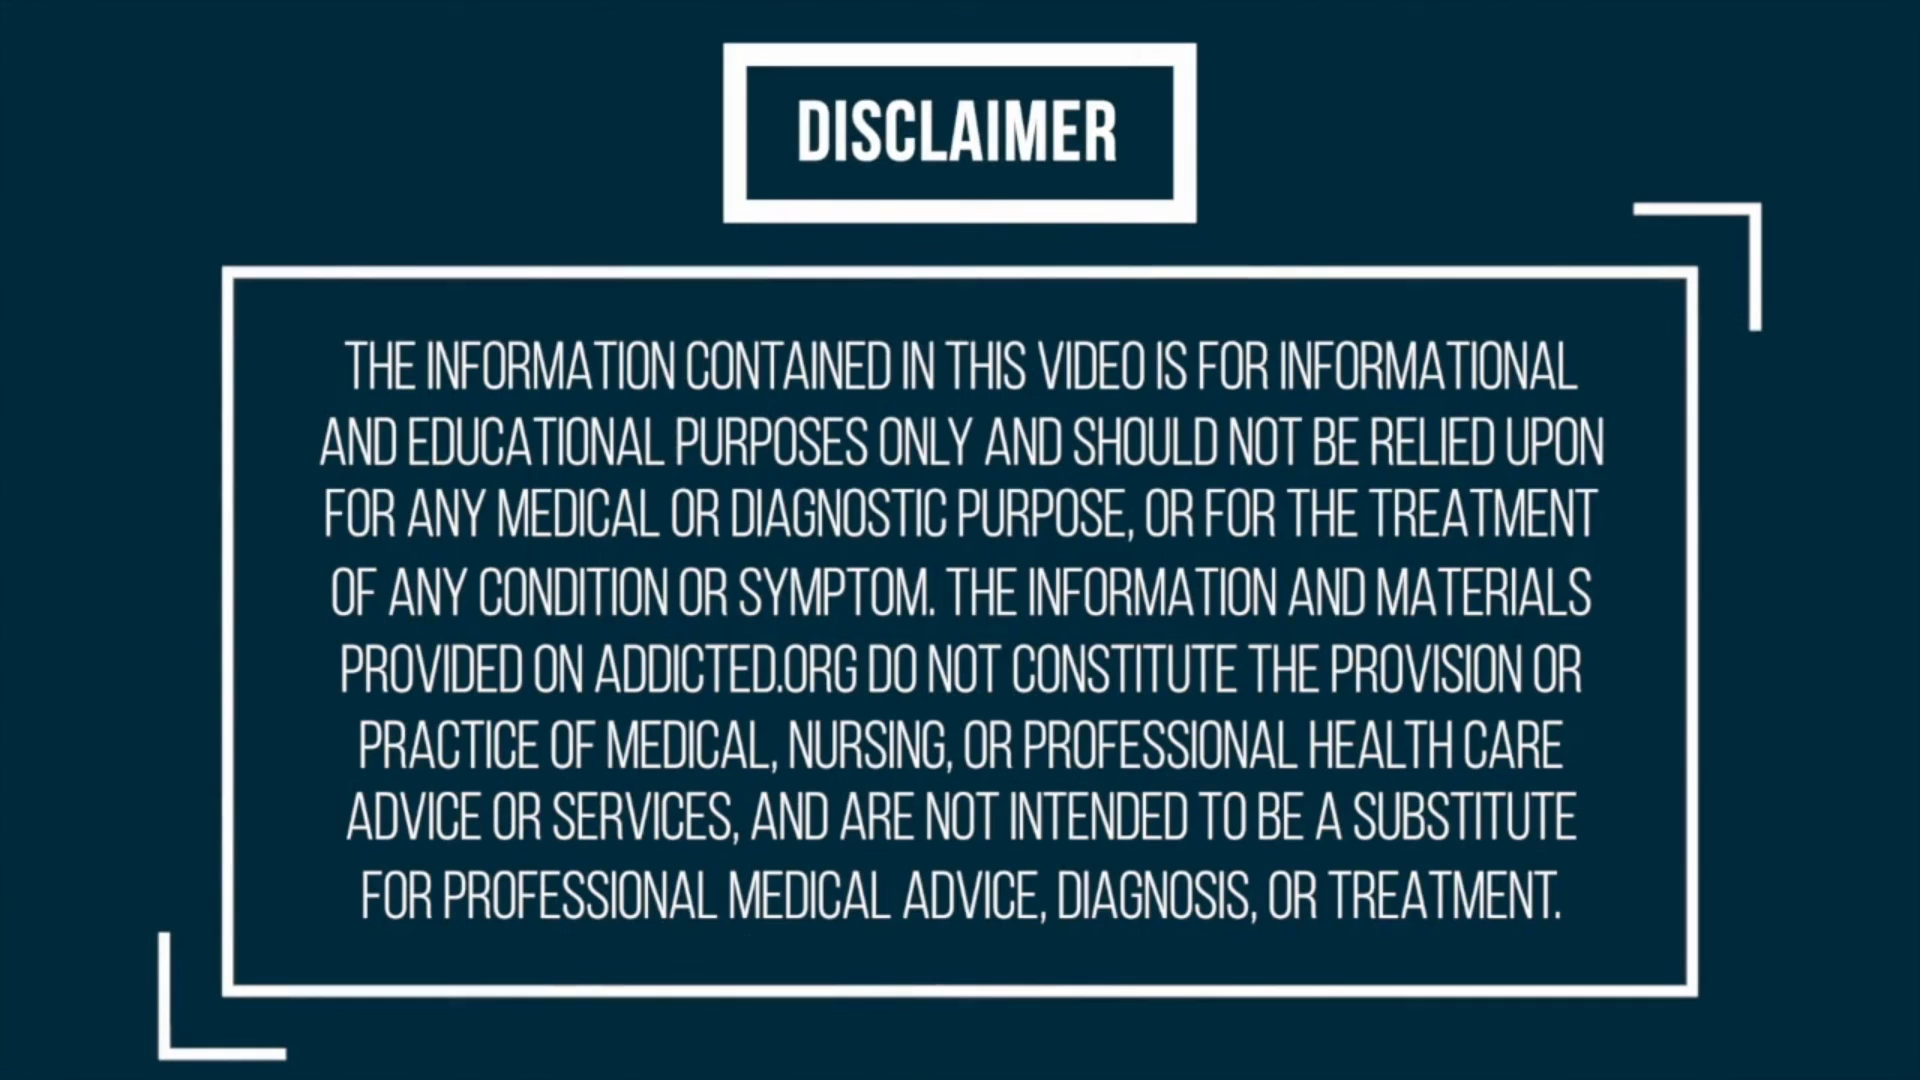 DISCLAIMER
THE INFORMATION CONTAINED IN THIS VIDEO IS FOR INFORMATIONAL
AND EDUCATIONAL PURPOSES ONLY AND SHOULD NOT BE RELIED UPON
FOR ANY MEDICAL OR DIAGNOSTIC PURPOSE, OR FOR THE TREATMENT
OF ANY CONDITION OR SYMPTOM. THE INFORMATION AND MATERIALS
PROVIDED ON ADDICTED.ORG DO NOT CONSTITUTE THE PROVISION OR
PRACTICE OF MEDICAL, NURSING, OR PROFESSIONAL HEALTH CARE
ADVICE OR SERVICES, AND ARE NOT INTENDED TO BE A SUBSTITUTE
FOR PROFESSIONAL MEDICAL ADVICE, DIAGNOSIS, OR TREATMENT.